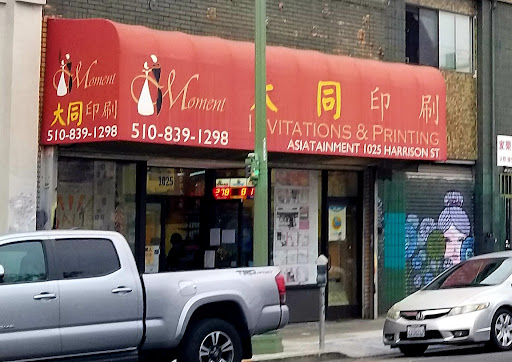 Moment
大同印刷
510-839-1298
Moment
510-839-1298
大同印刷
INVITATIONS & PRINTING
ASIATAINMENT 1025 HARRISON ST
1025